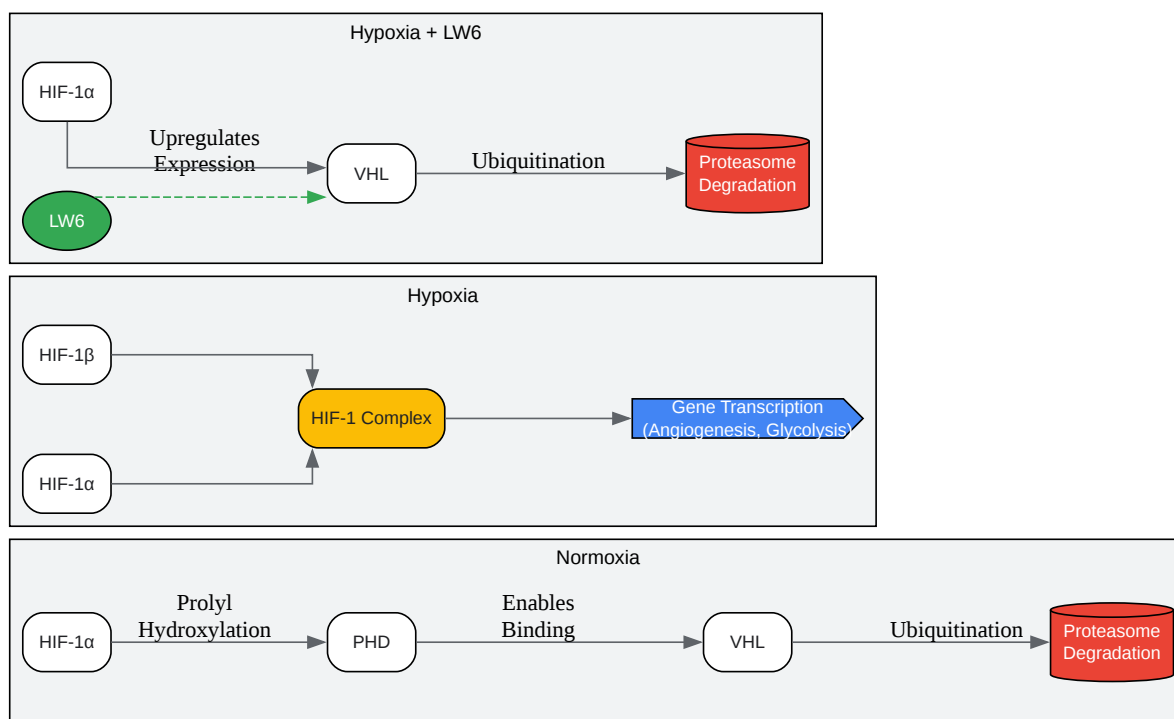 Hypoxia + LW6
HIF-1α
Upregulates
Expression
VHL
Ubiquitination
Proteasome
Degradation
LW6
Hypoxia
HIF-1β
HIF-1 Complex
Gene Transcription
(Angiogenesis, Glycolysis)
HIF-1α
Normoxia
HIF-1α
Prolyl
Hydroxylation
PHD
Enables
Binding
VHL
Ubiquitination
Proteasome
Degradation